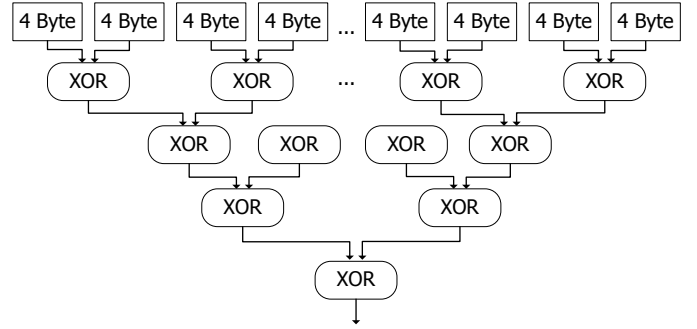 4 Byte 4 Byte 4 Byte 4 Byte ... 4 Byte 4 Byte 4 Byte 4 Byte
XOR XOR ... XOR XOR
XOR XOR XOR XOR
XOR XOR
XOR